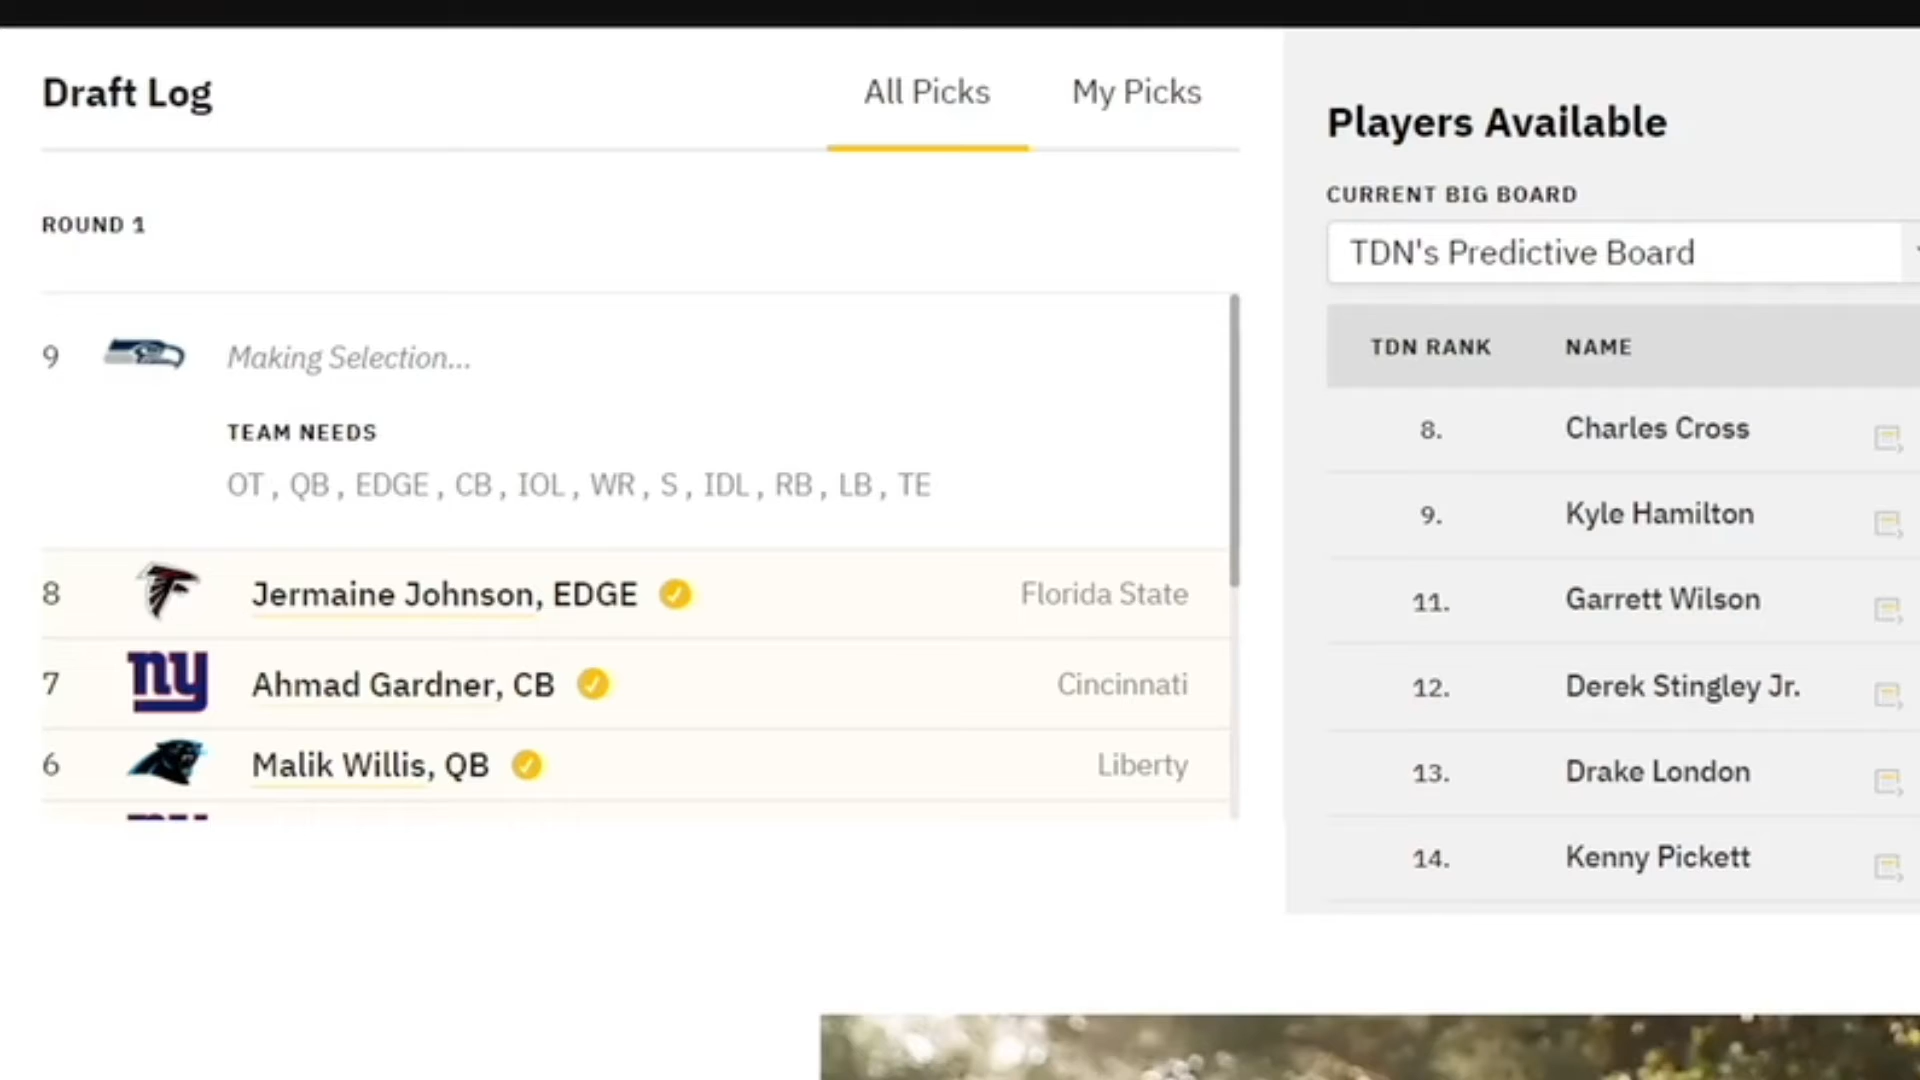 Draft Log
All Picks
My Picks
ROUND 1
9
Making Selection...
TEAM NEEDS
OT, QB, EDGE, CB, IOL, WR, S, IDL, RB, LB, TE
8 Jermaine Johnson, EDGE Florida State
7 ny Ahmad Gardner, CB Cincinnati
6 Malik Willis, QB Liberty
Players Available
CURRENT BIG BOARD
TDN's Predictive Board
TDN RANK NAME
8. Charles Cross
9. Kyle Hamilton
11. Garrett Wilson
12. Derek Stingley Jr.
13. Drake London
14. Kenny Pickett